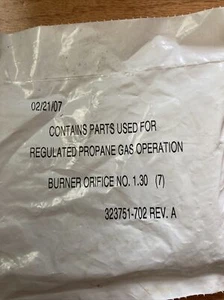 02/21/07
CONTAINS PARTS USED FOR
REGULATED PROPANE GAS OPERATION
BURNER ORIFICE NO. 1.30 (7)
323751-702 REV. A